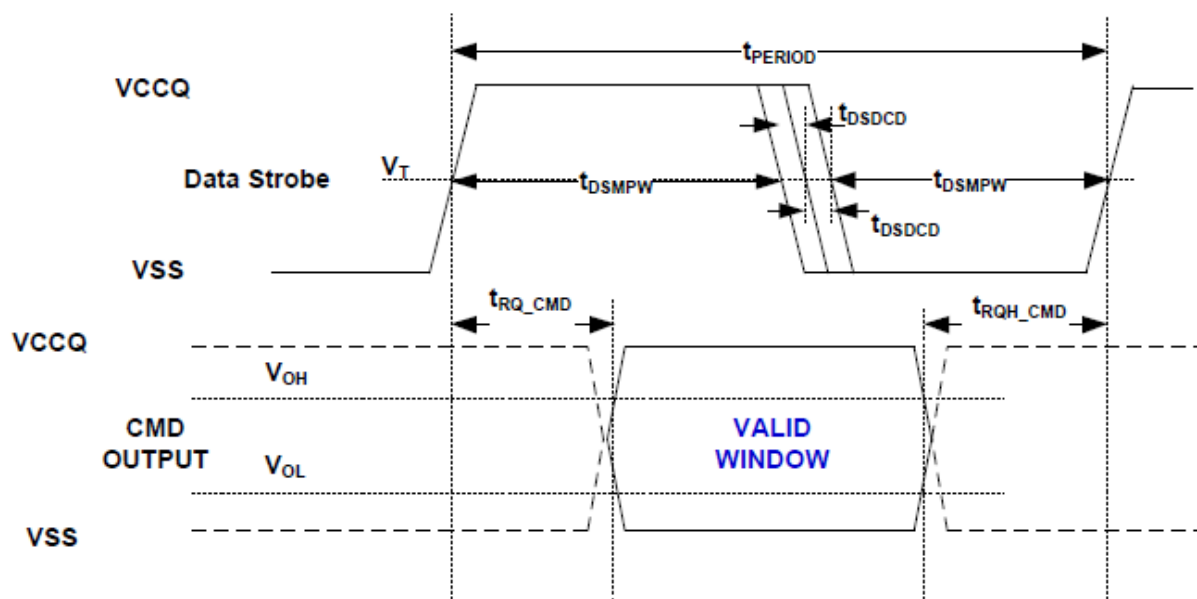 tPERIOD
VCCQ
tDSDCD
Data Strobe
VT
tDSMPW
tDSMPW
tDSDCD
VSS
tRQ_CMD
tRQH_CMD
VCCQ
VOH
CMD
OUTPUT
VALID
WINDOW
VOL
VSS